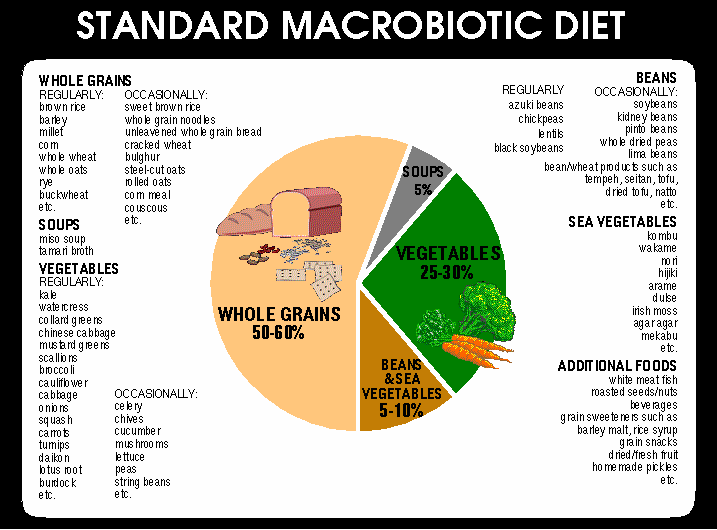 STANDARD MACROBIOTIC DIET
WHOLE GRAINS
REGULARLY:
brown rice
barley
millet
corn
whole wheat
whole oats
rye
buckwheat
etc.
OCCASIONALLY:
sweet brown rice
whole grain noodles
unleavened whole grain bread
cracked wheat
bulghur
steel-cut oats
rolled oats
corn meal
couscous
etc.
SOUPS
miso soup
tamari broth
VEGETABLES
REGULARLY:
kale
watercress
collard greens
chinese cabbage
mustard greens
scallions
broccoli
cauliflower
cabbage
onions
squash
carrots
turnips
daikon
lotus root
burdock
etc.
OCCASIONALLY:
celery
chives
cucumber
mushrooms
lettuce
peas
string beans
etc.
SOUPS
5%
VEGETABLES
25-30%
WHOLE GRAINS
50-60%
BEANS
& SEA
VEGETABLES
5-10%
BEANS
REGULARLY
azuki beans
chickpeas
lentils
black soybeans
OCCASIONALLY:
soybeans
kidney beans
pinto beans
whole dried peas
lima beans
bean/wheat products such as
tempeh, seitan, tofu,
dried tofu, natto
etc.
SEA VEGETABLES
kombu
wakame
nori
hijiki
arame
dulse
irish moss
agar agar
mekabu
etc.
ADDITIONAL FOODS
white meat fish
roasted seeds/nuts
beverages
grain sweeteners such as
barley malt, rice syrup
grain snacks
dried/fresh fruit
homemade pickles
etc.